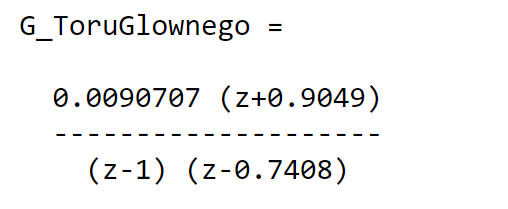 G_ToruGlownego =
0.0090707 (z+0.9049)
--------------------
(z-1) (z-0.7408)